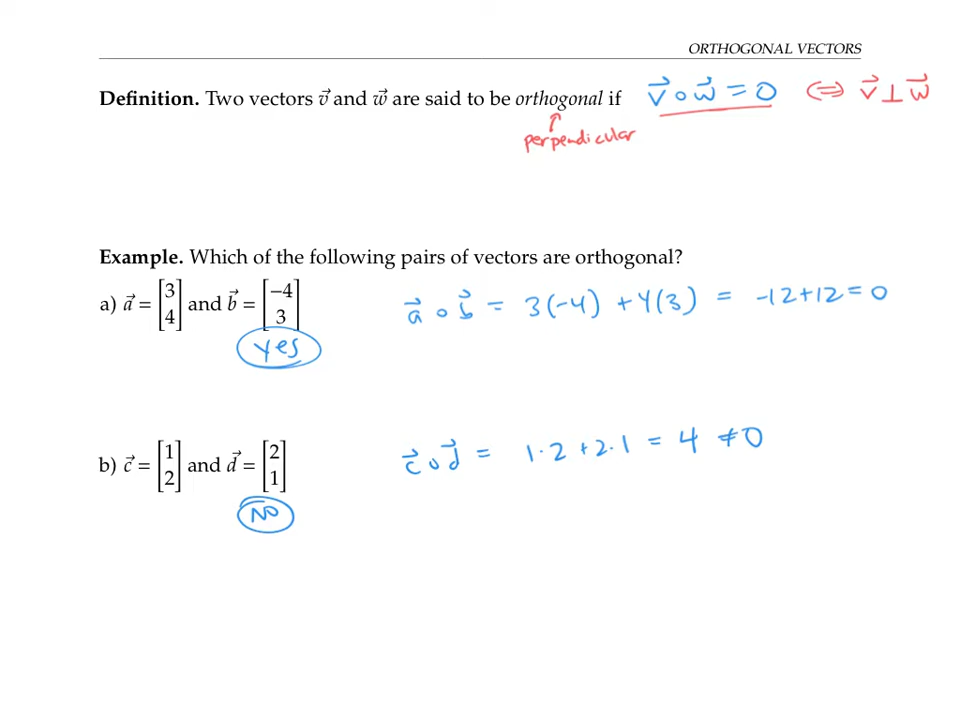 ORTHOGONAL VECTORS
Definition. Two vectors v⃗ and w⃗ are said to be orthogonal if v⃗ ∘ w⃗ = 0 ⇔ v⃗ ⊥ w⃗
perpendicular
Example. Which of the following pairs of vectors are orthogonal?
a) a⃗ = [3 4] and b⃗ = [−4 3] a⃗ ∘ b⃗ = 3(-4) + 4(3) = -12+12 = 0
yes
b) c⃗ = [1 2] and d⃗ = [2 1] c⃗ ∘ d⃗ = 1·2 + 2·1 = 4 ≠ 0
NO